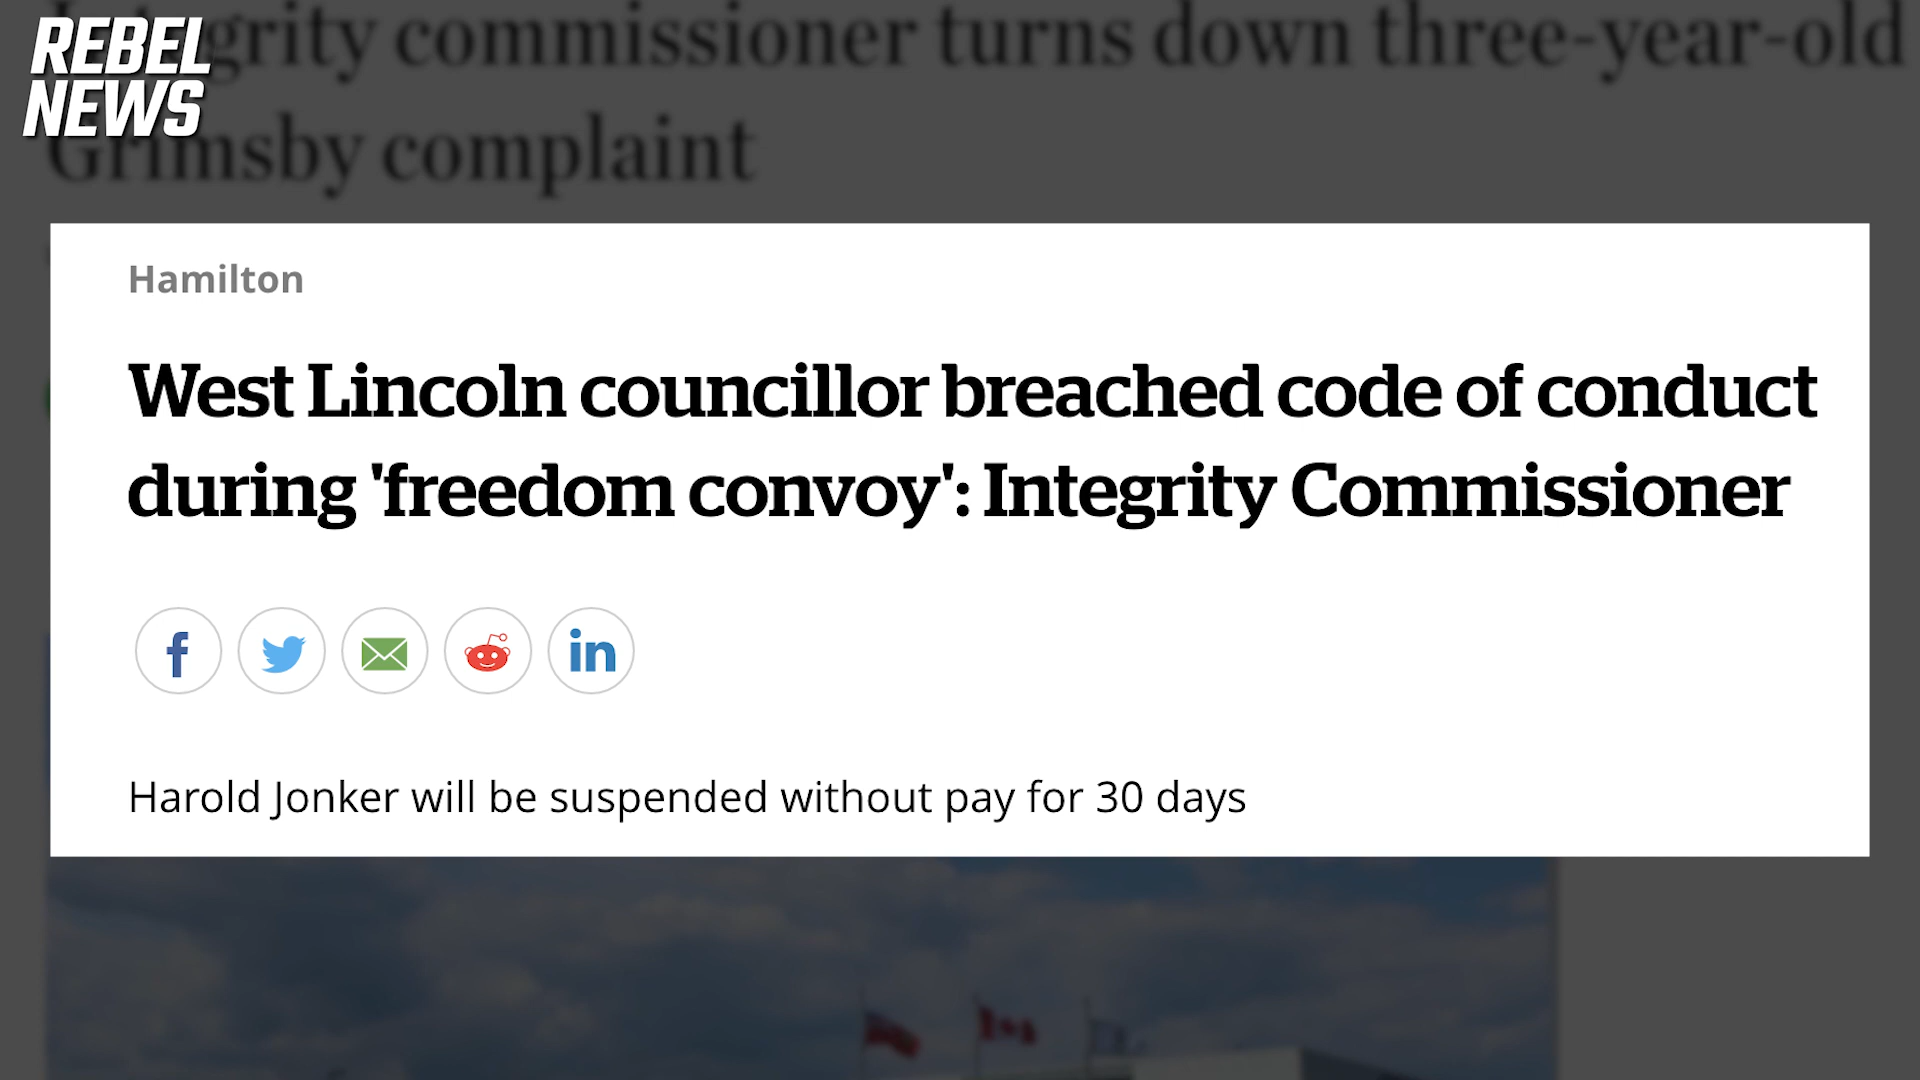 REBEL
NEWS
Integrity commissioner turns down three-year-old
Grimsby complaint
Hamilton
West Lincoln councillor breached code of conduct
during 'freedom convoy': Integrity Commissioner
f
in
Harold Jonker will be suspended without pay for 30 days